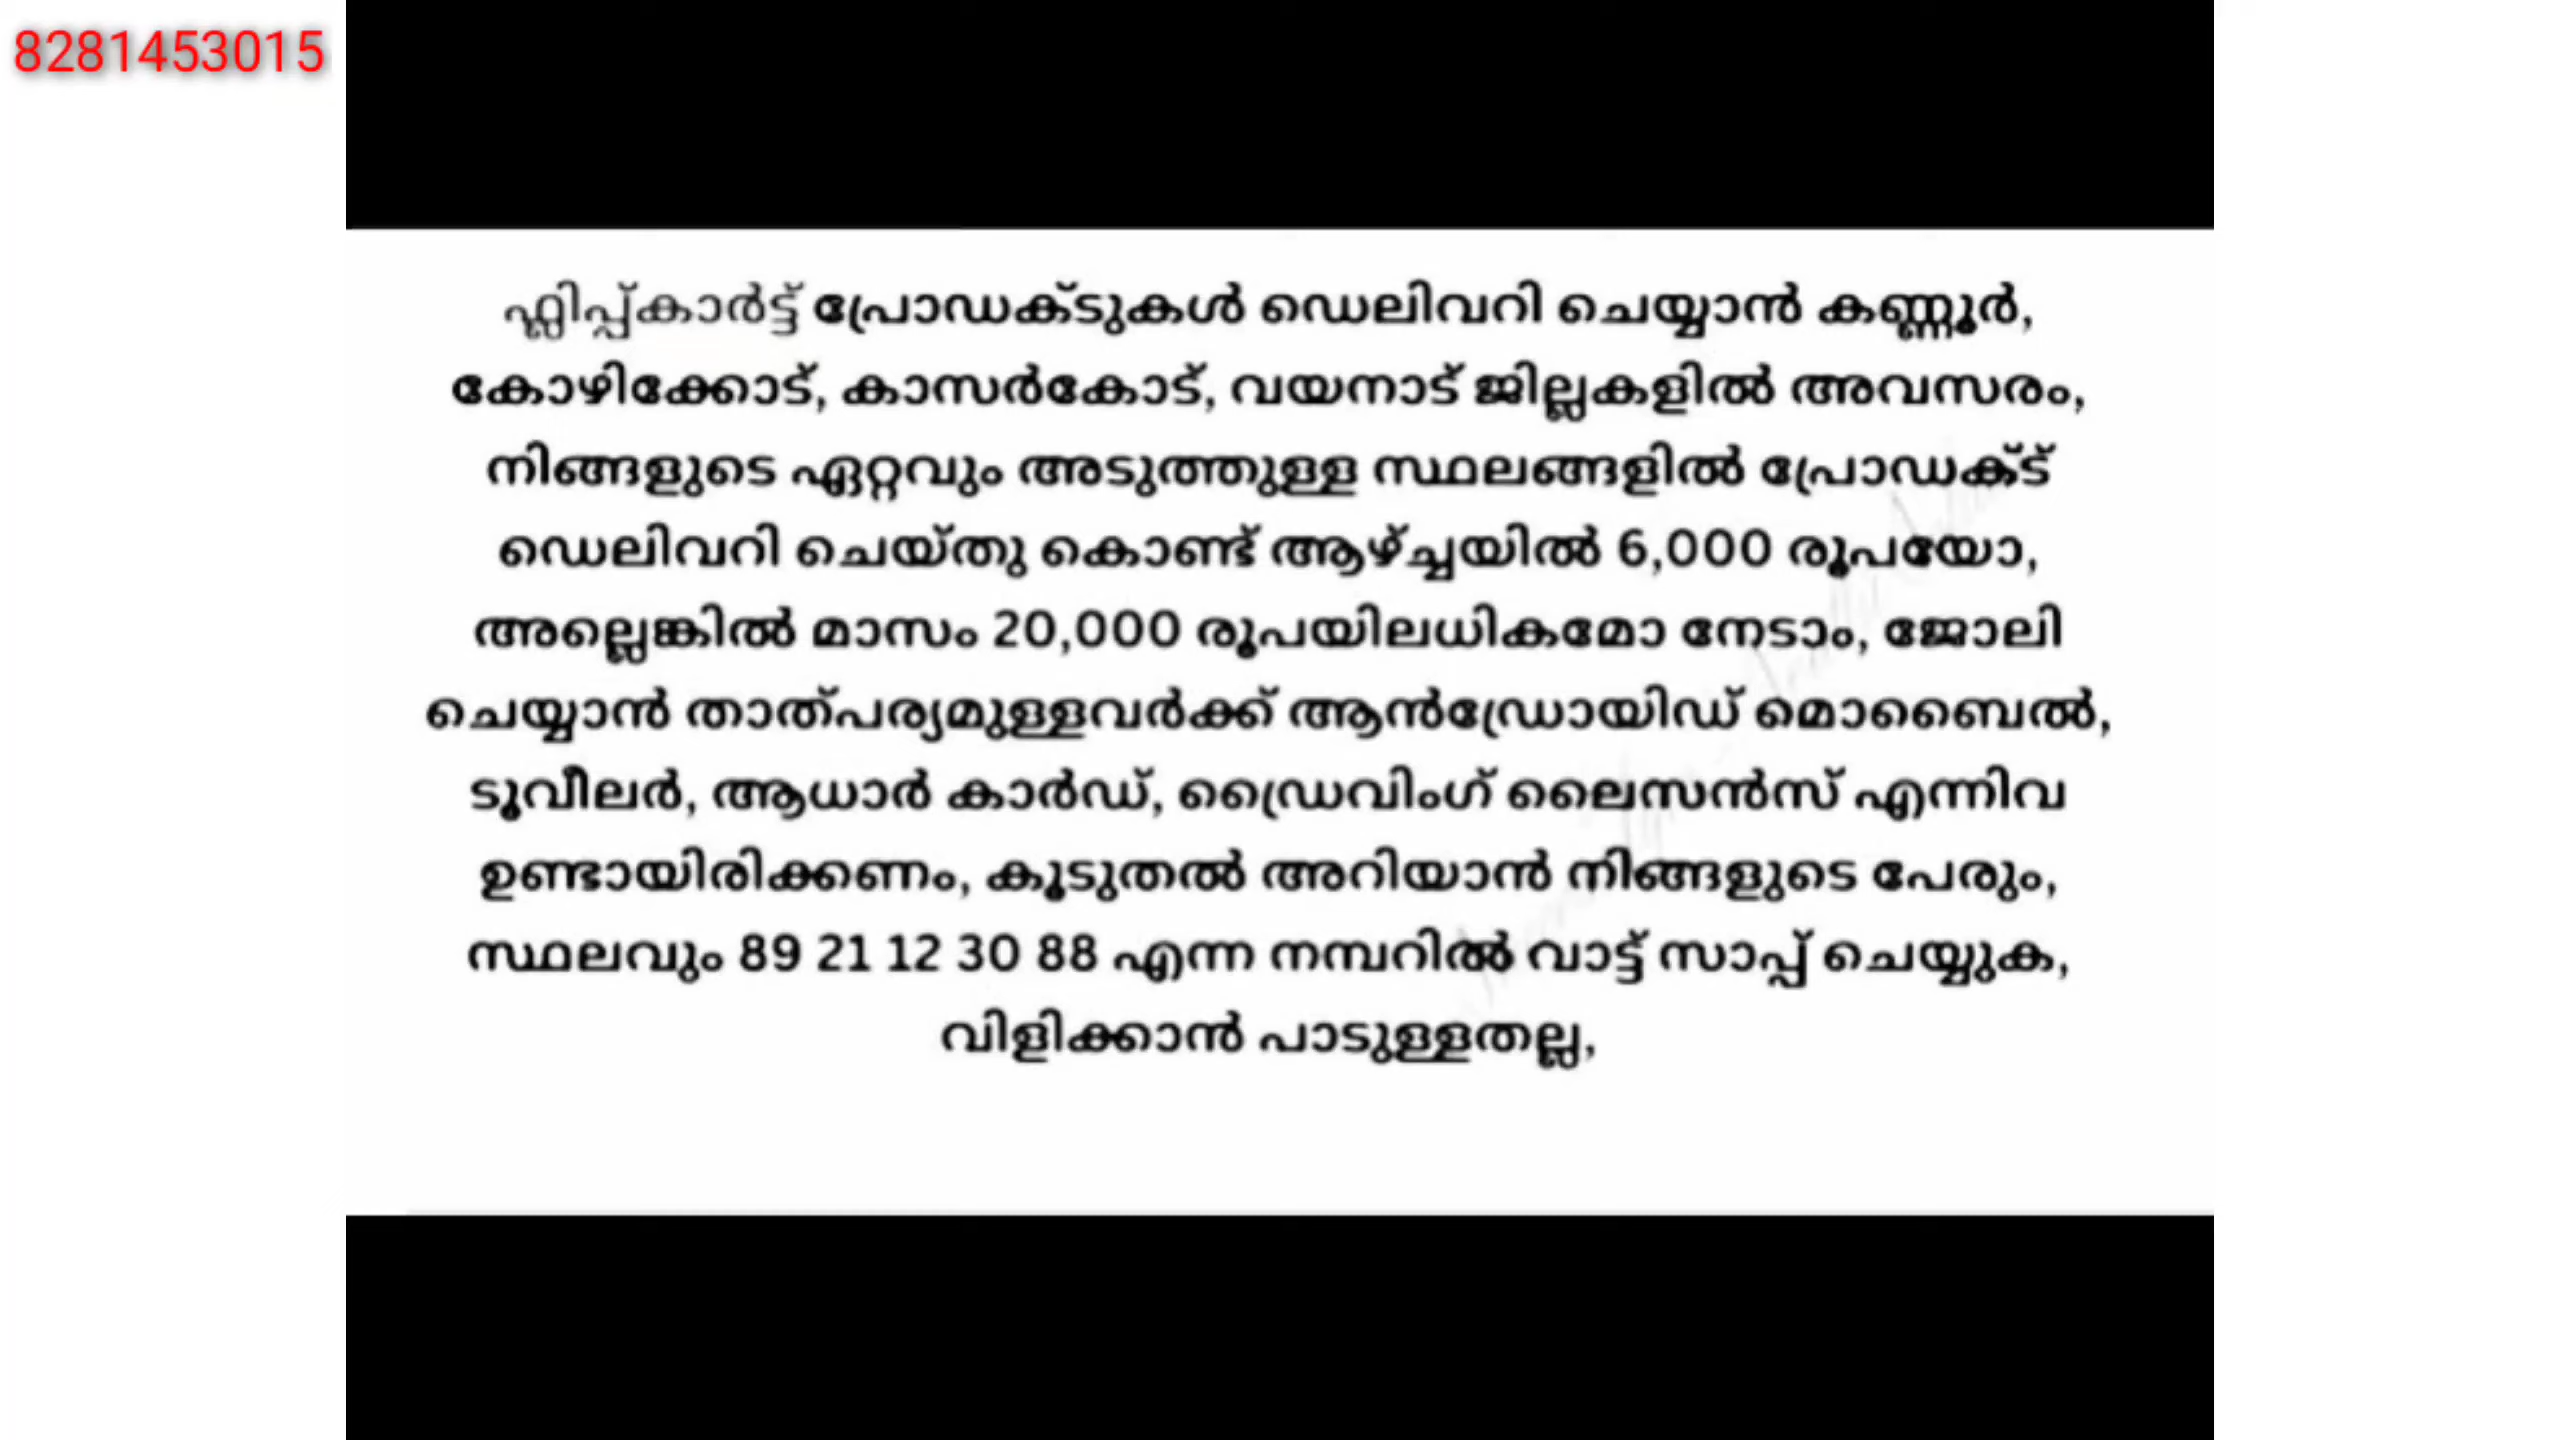 8281453015
ഫ്ലിപ്പ്കാർട്ട് പ്രോഡക്ടുകൾ ഡെലിവറി ചെയ്യാൻ കണ്ണൂർ,
കോഴിക്കോട്, കാസർകോട്, വയനാട് ജില്ലകളിൽ അവസരം,
നിങ്ങളുടെ ഏറ്റവും അടുത്തുള്ള സ്ഥലങ്ങളിൽ പ്രോഡക്ട്
ഡെലിവറി ചെയ്തു കൊണ്ട് ആഴ്ച്ചയിൽ 6,000 രൂപയോ,
അല്ലെങ്കിൽ മാസം 20,000 രൂപയിലധികമോ നേടാം, ജോലി
ചെയ്യാൻ താത്പര്യമുള്ളവർക്ക് ആൻഡ്രോയിഡ് മൊബൈൽ,
ടൂവീലർ, ആധാർ കാർഡ്, ഡ്രൈവിംഗ് ലൈസൻസ് എന്നിവ
ഉണ്ടായിരിക്കണം, കൂടുതൽ അറിയാൻ നിങ്ങളുടെ പേരും,
സ്ഥലവും 89 21 12 30 88 എന്ന നമ്പറിൽ വാട്ട് സാപ്പ് ചെയ്യുക,
വിളിക്കാൻ പാടുള്ളതല്ല,